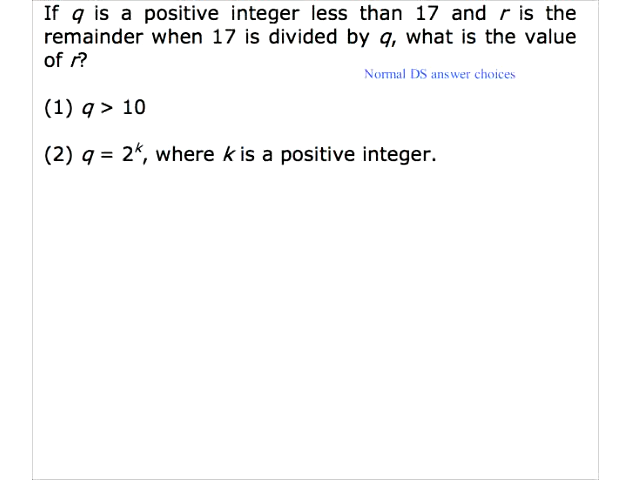 If q is a positive integer less than 17 and r is the
remainder when 17 is divided by q, what is the value
of r?
Normal DS answer choices
(1) q > 10
(2) q = 2^k, where k is a positive integer.